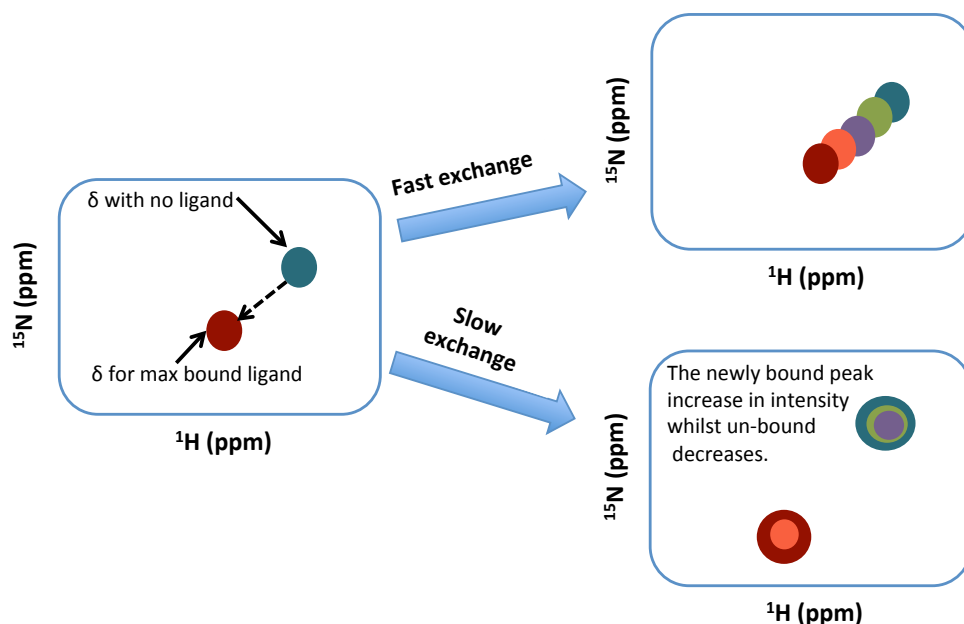 δ with no ligand
δ for max bound ligand
¹⁵N (ppm)
¹H (ppm)
Fast exchange
Slow
exchange
¹⁵N (ppm)
¹H (ppm)
The newly bound peak
increase in intensity
whilst un-bound
decreases.
¹⁵N (ppm)
¹H (ppm)